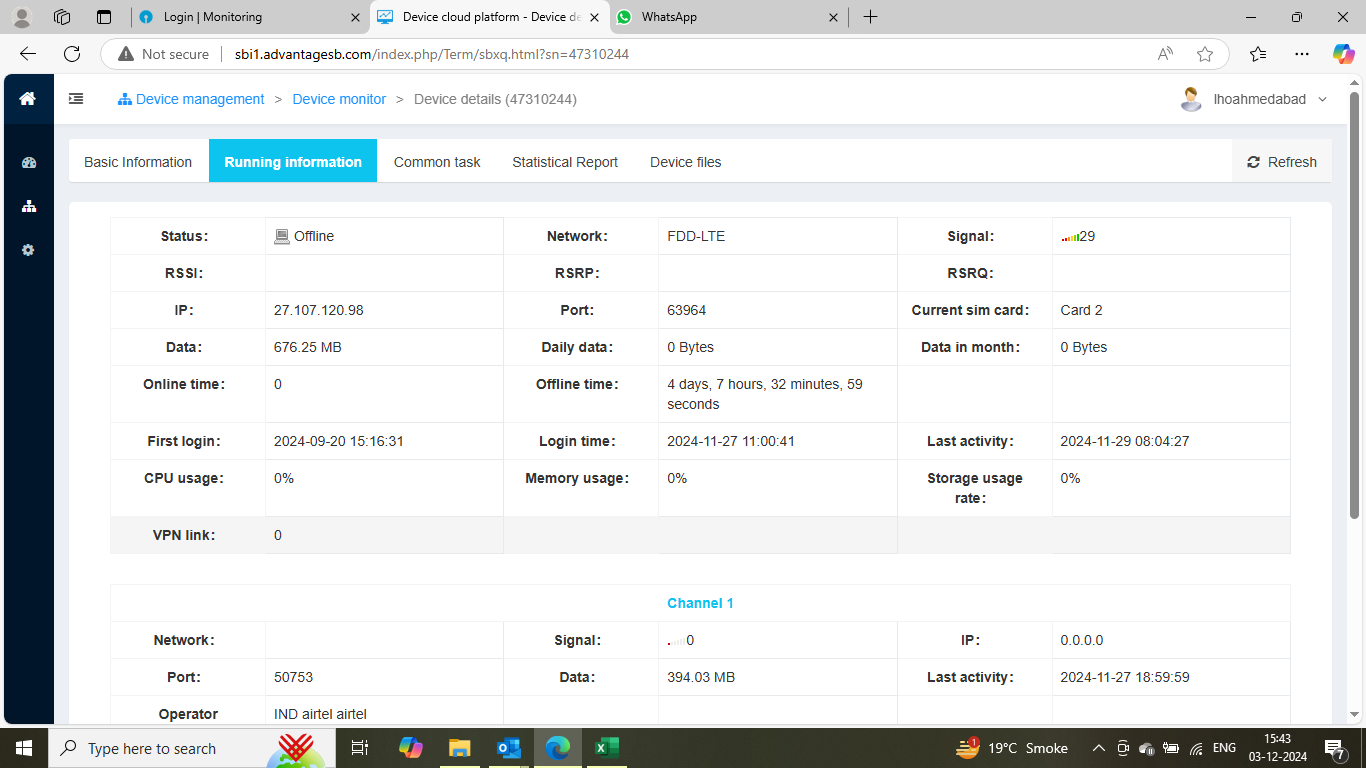 Login | Monitoring
Device cloud platform - Device de
WhatsApp
Not secure
sbi1.advantagesb.com/index.php/Term/sbxq.html?sn=47310244
Device management > Device monitor > Device details (47310244)
lhoahmedabad
Basic Information
Running information
Common task
Statistical Report
Device files
Refresh
Status: Offline Network: FDD-LTE Signal: 29
RSSI: RSRP: RSRQ:
IP: 27.107.120.98 Port: 63964 Current sim card: Card 2
Data: 676.25 MB Daily data: 0 Bytes Data in month: 0 Bytes
Online time: 0 Offline time: 4 days, 7 hours, 32 minutes, 59
seconds
First login: 2024-09-20 15:16:31 Login time: 2024-11-27 11:00:41 Last activity: 2024-11-29 08:04:27
CPU usage: 0% Memory usage: 0% Storage usage
rate: 0%
VPN link: 0
Channel 1
Network: Signal: 0 IP: 0.0.0.0
Port: 50753 Data: 394.03 MB Last activity: 2024-11-27 18:59:59
Operator IND airtel airtel
Type here to search
1
19°C Smoke
ENG
15:43
03-12-2024
7